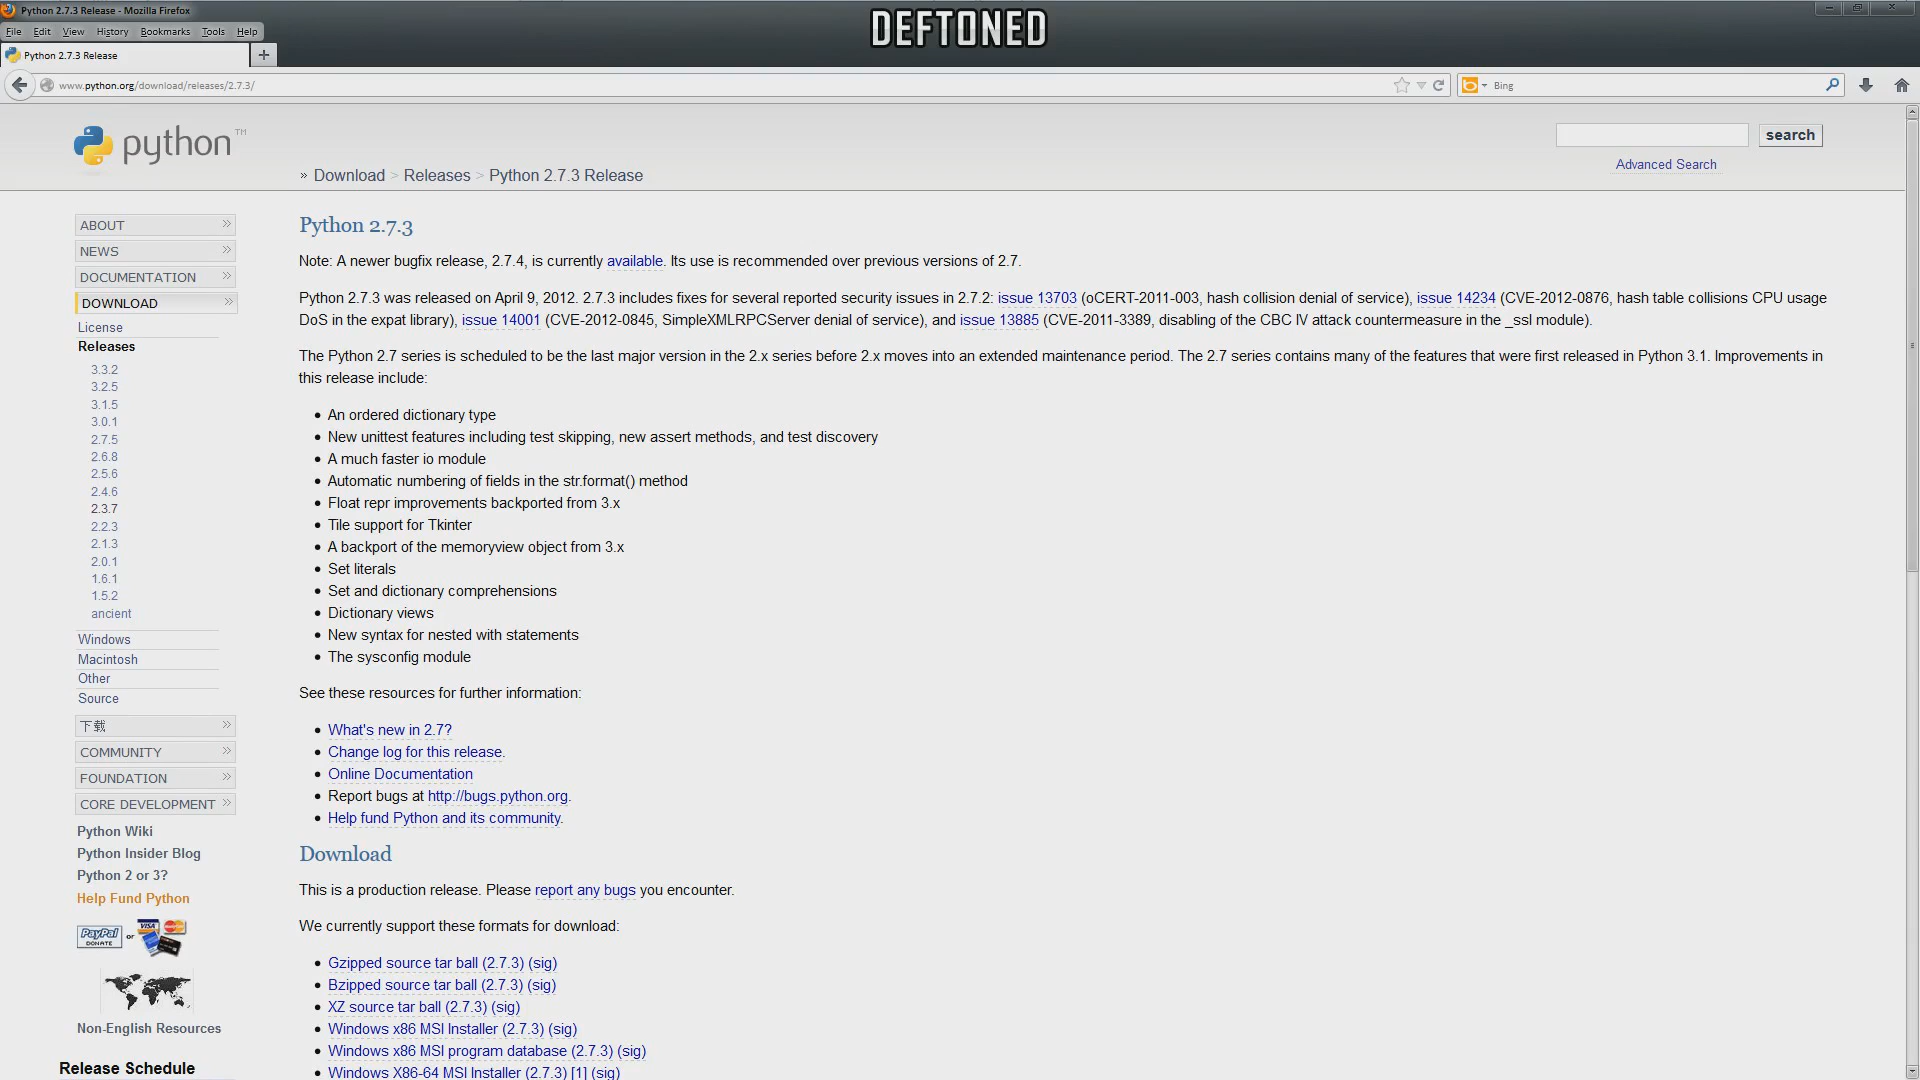 Python 2.7.3 Release - Mozilla Firefox
DEFTONED
File Edit View History Bookmarks Tools Help
Python 2.7.3 Release
www.python.org/download/releases/2.7.3/
Bing
python™
search
Advanced Search
» Download > Releases > Python 2.7.3 Release
ABOUT »
NEWS »
DOCUMENTATION »
DOWNLOAD »
License
Releases
3.3.2
3.2.5
3.1.5
3.0.1
2.7.5
2.6.8
2.5.6
2.4.6
2.3.7
2.2.3
2.1.3
2.0.1
1.6.1
1.5.2
ancient
Windows
Macintosh
Other
Source
下载 »
COMMUNITY »
FOUNDATION »
CORE DEVELOPMENT »
Python Wiki
Python Insider Blog
Python 2 or 3?
Help Fund Python
PayPal DONATE or VISA MasterCard
Non-English Resources
Release Schedule
Python 2.7.3
Note: A newer bugfix release, 2.7.4, is currently available. Its use is recommended over previous versions of 2.7.
Python 2.7.3 was released on April 9, 2012. 2.7.3 includes fixes for several reported security issues in 2.7.2: issue 13703 (oCERT-2011-003, hash collision denial of service), issue 14234 (CVE-2012-0876, hash table collisions CPU usage
DoS in the expat library), issue 14001 (CVE-2012-0845, SimpleXMLRPCServer denial of service), and issue 13885 (CVE-2011-3389, disabling of the CBC IV attack countermeasure in the _ssl module).
The Python 2.7 series is scheduled to be the last major version in the 2.x series before 2.x moves into an extended maintenance period. The 2.7 series contains many of the features that were first released in Python 3.1. Improvements in
this release include:
• An ordered dictionary type
• New unittest features including test skipping, new assert methods, and test discovery
• A much faster io module
• Automatic numbering of fields in the str.format() method
• Float repr improvements backported from 3.x
• Tile support for Tkinter
• A backport of the memoryview object from 3.x
• Set literals
• Set and dictionary comprehensions
• Dictionary views
• New syntax for nested with statements
• The sysconfig module
See these resources for further information:
• What's new in 2.7?
• Change log for this release.
• Online Documentation
• Report bugs at http://bugs.python.org.
• Help fund Python and its community.
Download
This is a production release. Please report any bugs you encounter.
We currently support these formats for download:
• Gzipped source tar ball (2.7.3) (sig)
• Bzipped source tar ball (2.7.3) (sig)
• XZ source tar ball (2.7.3) (sig)
• Windows x86 MSI Installer (2.7.3) (sig)
• Windows x86 MSI program database (2.7.3) (sig)
• Windows X86-64 MSI Installer (2.7.3) [1] (sig)